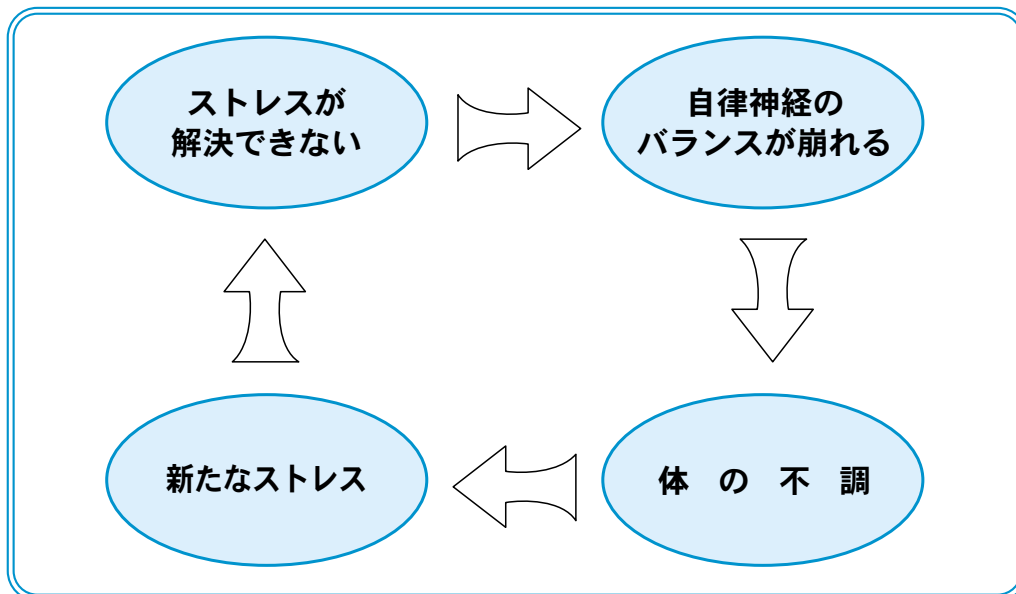 ストレスが
解決できない
自律神経の
バランスが崩れる
新たなストレス
体 の 不 調